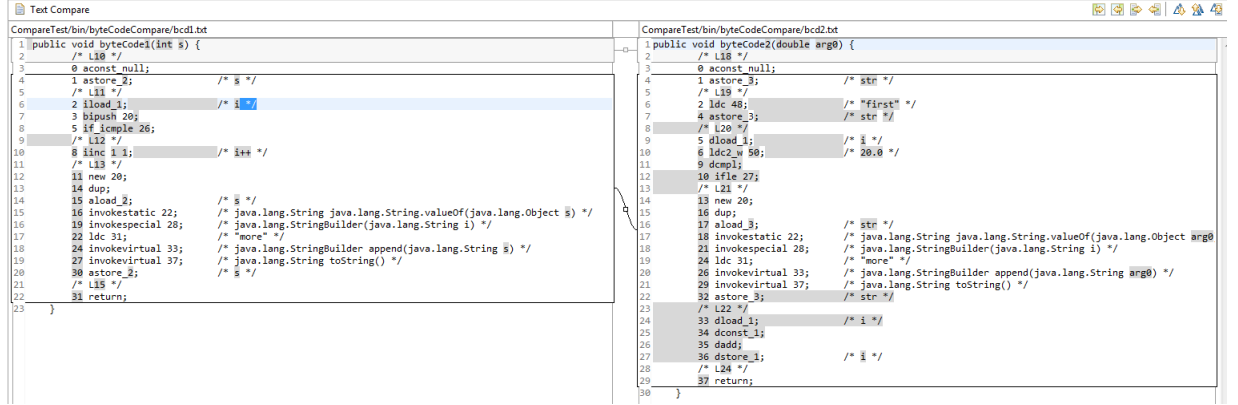 Text Compare
CompareTest/bin/byteCodeCompare/bcd1.txt
1 public void byteCode1(int s) {
2 /* L10 */
3 0 aconst_null;
4 1 astore_2; /* s */
5 /* L11 */
6 2 iload_1; /* i */
7 3 bipush 20;
8 5 if_icmple 26;
9 /* L12 */
10 8 iinc 1 1; /* i++ */
11 /* L13 */
12 11 new 20;
13 14 dup;
14 15 aload_2; /* s */
15 16 invokestatic 22; /* java.lang.String java.lang.String.valueOf(java.lang.Object s) */
16 19 invokespecial 28; /* java.lang.StringBuilder(java.lang.String i) */
17 22 ldc 31; /* "more" */
18 24 invokevirtual 33; /* java.lang.StringBuilder append(java.lang.String s) */
19 27 invokevirtual 37; /* java.lang.String toString() */
20 30 astore_2; /* s */
21 /* L15 */
22 31 return;
23 }
CompareTest/bin/byteCodeCompare/bcd2.txt
1 public void byteCode2(double arg0) {
2 /* L18 */
3 0 aconst_null;
4 1 astore_3; /* str */
5 /* L19 */
6 2 ldc 48; /* "first" */
7 4 astore_3; /* str */
8 /* L20 */
9 5 dload_1; /* i */
10 6 ldc2_w 50; /* 20.0 */
11 9 dcmpl;
12 10 ifle 27;
13 /* L21 */
14 13 new 20;
15 16 dup;
16 17 aload_3; /* str */
17 18 invokestatic 22; /* java.lang.String java.lang.String.valueOf(java.lang.Object arg0
18 21 invokespecial 28; /* java.lang.StringBuilder(java.lang.String i) */
19 24 ldc 31; /* "more" */
20 26 invokevirtual 33; /* java.lang.StringBuilder append(java.lang.String arg0) */
21 29 invokevirtual 37; /* java.lang.String toString() */
22 32 astore_3; /* str */
23 /* L22 */
24 33 dload_1; /* i */
25 34 dconst_1;
26 35 dadd;
27 36 dstore_1; /* i */
28 /* L24 */
29 37 return;
30 }